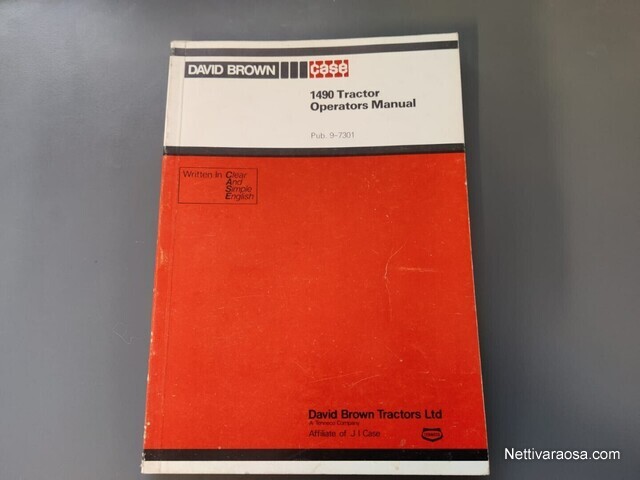 DAVID BROWN case
1490 Tractor
Operators Manual
Pub. 9-7301
Written In Clear
And
Simple
English
David Brown Tractors Ltd
A Tenneco Company
Affiliate of J I Case
Nettivaraosa.com